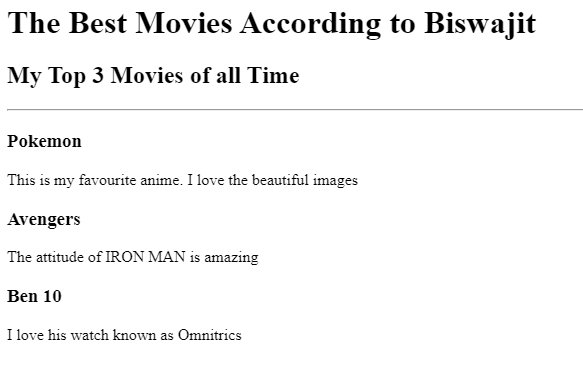 The Best Movies According to Biswajit
My Top 3 Movies of all Time
Pokemon
This is my favourite anime. I love the beautiful images
Avengers
The attitude of IRON MAN is amazing
Ben 10
I love his watch known as Omnitrics